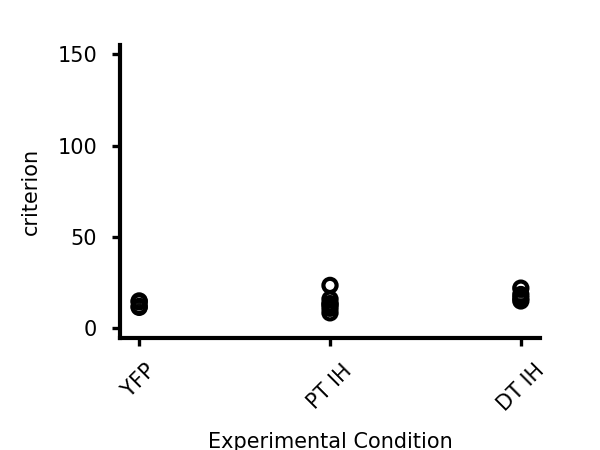 150
100
50
0
criterion
YFP
PT IH
DT IH
Experimental Condition